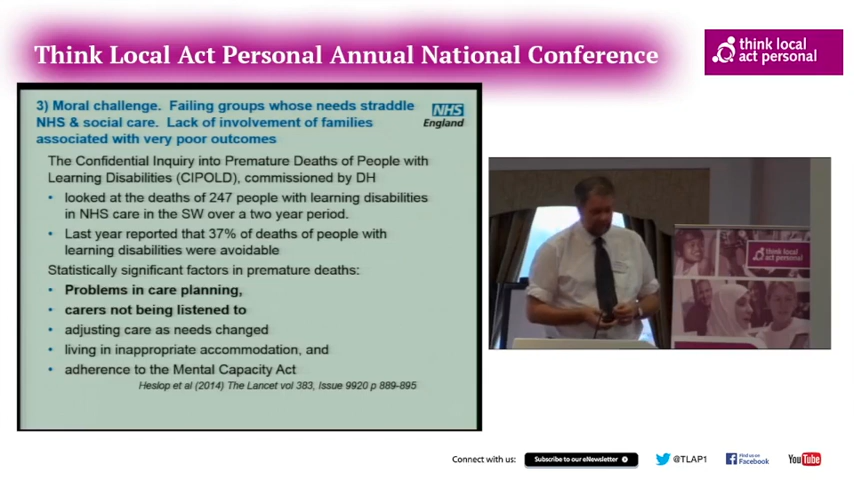 Think Local Act Personal Annual National Conference
think local
act personal
3) Moral challenge. Failing groups whose needs straddle
NHS & social care. Lack of involvement of families
associated with very poor outcomes
NHS
England
The Confidential Inquiry into Premature Deaths of People with
Learning Disabilities (CIPOLD), commissioned by DH
• looked at the deaths of 247 people with learning disabilities
in NHS care in the SW over a two year period.
• Last year reported that 37% of deaths of people with
learning disabilities were avoidable
Statistically significant factors in premature deaths:
• Problems in care planning,
• carers not being listened to
• adjusting care as needs changed
• living in inappropriate accommodation, and
• adherence to the Mental Capacity Act
Heslop et al (2014) The Lancet vol 383, Issue 9920 p 889-895
think local
act personal
Connect with us:
Subscribe to our eNewsletter
@TLAP1
Find us on
Facebook
YouTube